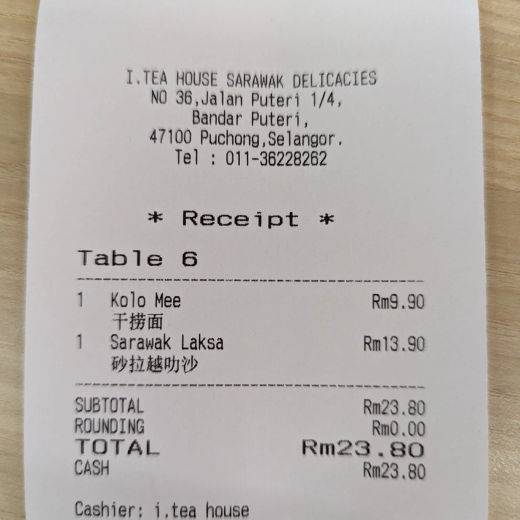 I.TEA HOUSE SARAWAK DELICACIES
NO 36,Jalan Puteri 1/4,
Bandar Puteri,
47100 Puchong,Selangor.
Tel : 011-36228262
* Receipt *
Table 6
1 Kolo Mee Rm9.90
干捞面
1 Sarawak Laksa Rm13.90
砂拉越叻沙
SUBTOTAL Rm23.80
ROUNDING Rm0.00
TOTAL Rm23.80
CASH Rm23.80
Cashier: i.tea house